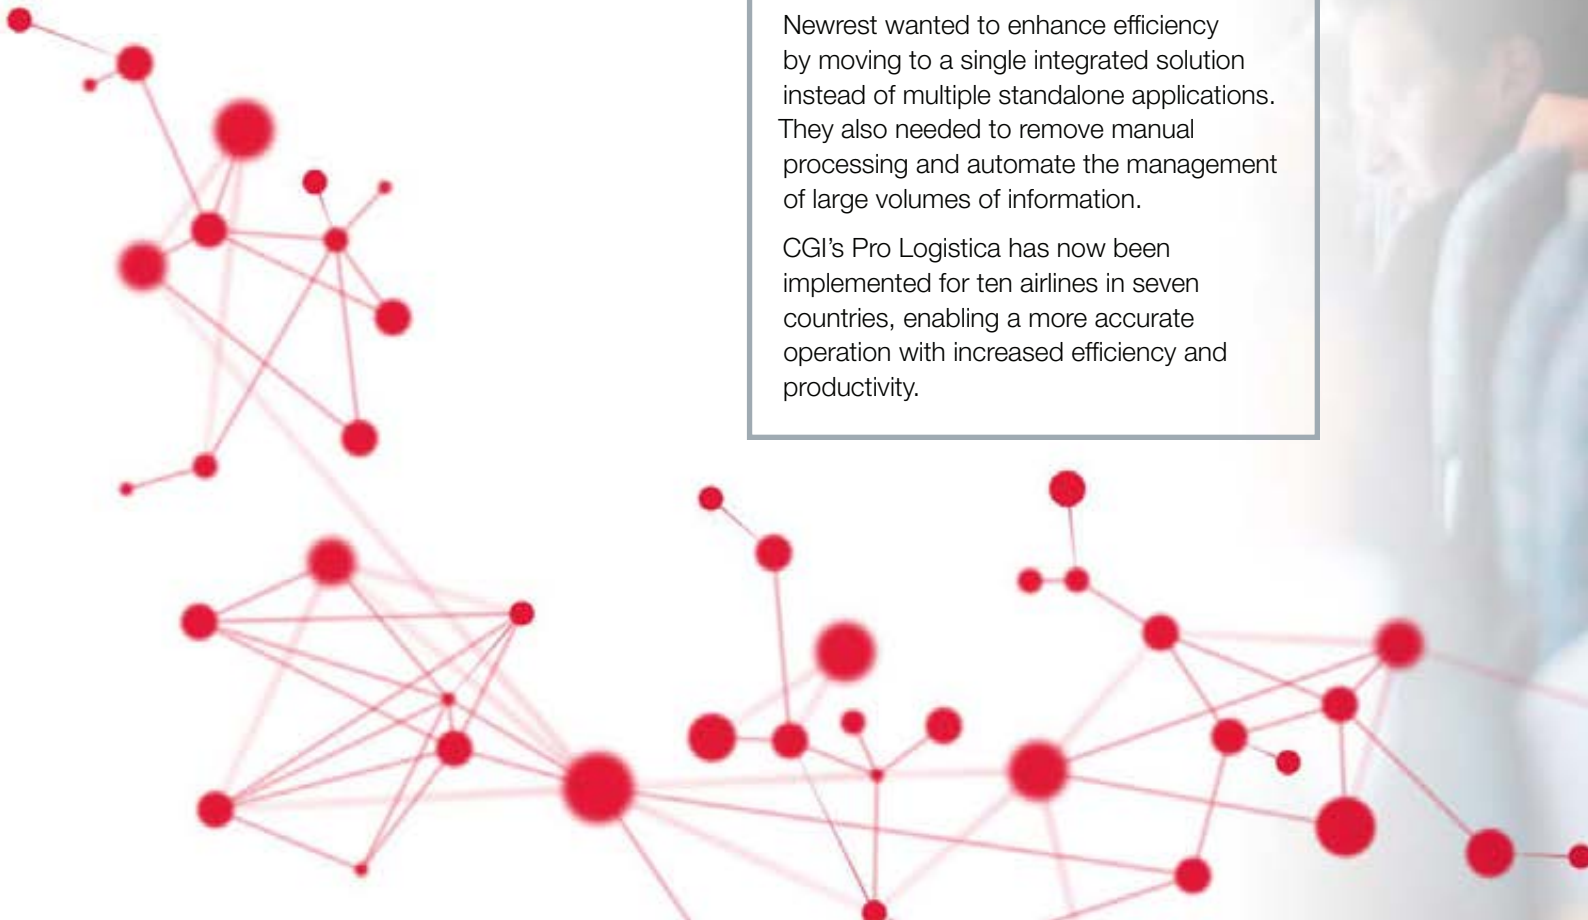 Newrest wanted to enhance efficiency
by moving to a single integrated solution
instead of multiple standalone applications.
They also needed to remove manual
processing and automate the management
of large volumes of information.
CGI’s Pro Logistica has now been
implemented for ten airlines in seven
countries, enabling a more accurate
operation with increased efficiency and
productivity.